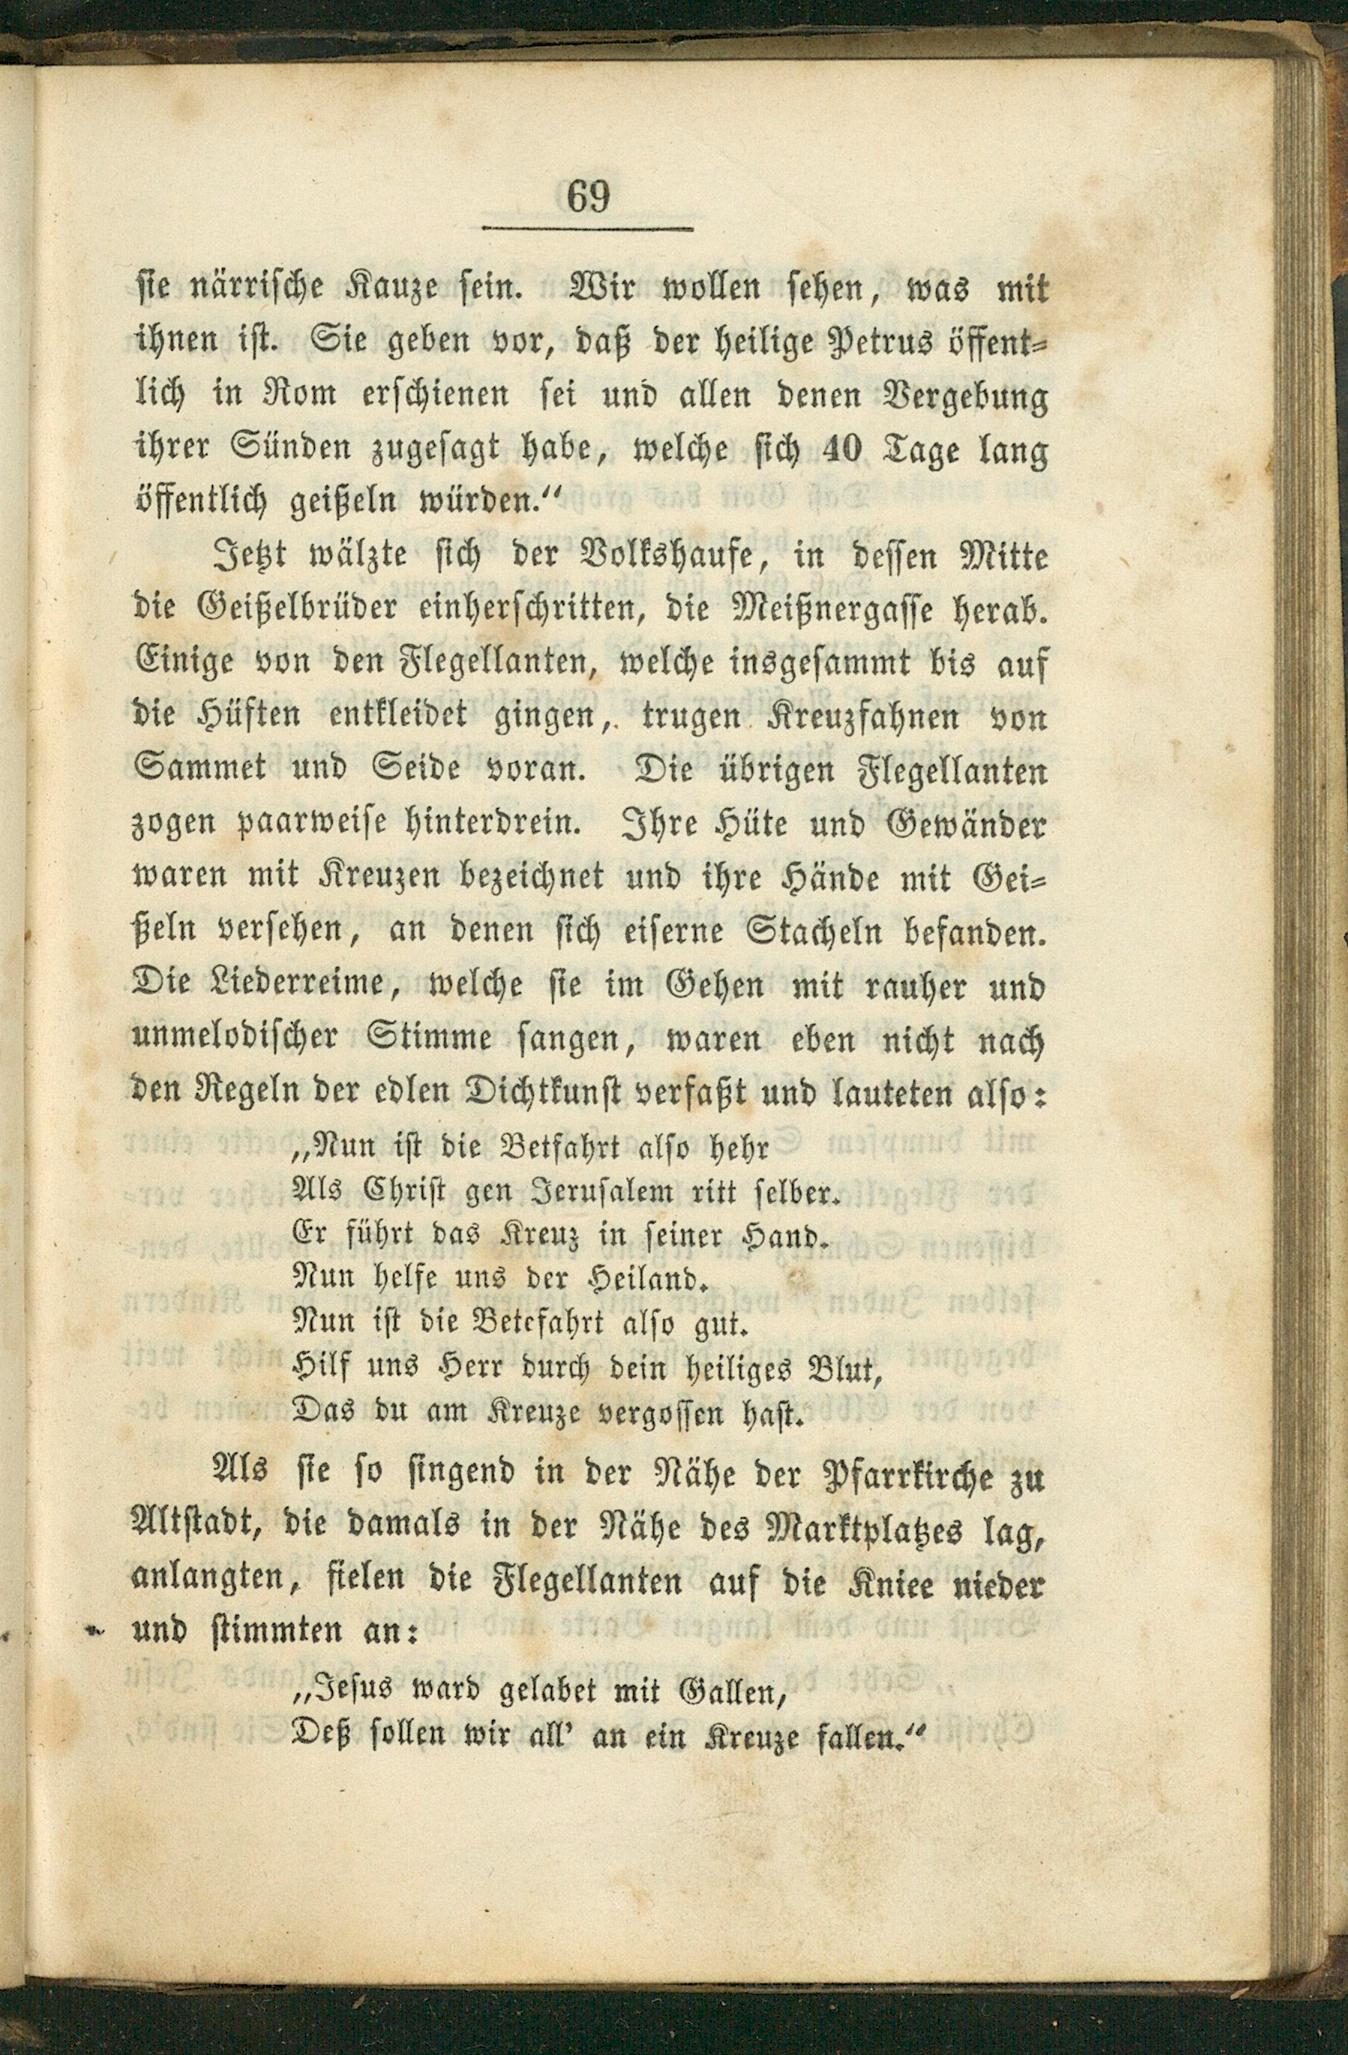 69
sie närrische Kauze sein. Wir wollen sehen, was mit
ihnen ist. Sie geben vor, daß der heilige Petrus öffent-
lich in Rom erschienen sei und allen denen Vergebung
ihrer Sünden zugesagt habe, welche sich 40 Tage lang
öffentlich geißeln würden.“
Jetzt wälzte sich der Volkshaufe, in dessen Mitte
die Geißelbrüder einherschritten, die Meißnergasse herab.
Einige von den Flegellanten, welche insgesammt bis auf
die Hüften entkleidet gingen, trugen Kreuzfahnen von
Sammet und Seide voran. Die übrigen Flegellanten
zogen paarweise hinterdrein. Ihre Hüte und Gewänder
waren mit Kreuzen bezeichnet und ihre Hände mit Gei-
ßeln versehen, an denen sich eiserne Stacheln befanden.
Die Liederreime, welche sie im Gehen mit rauher und
unmelodischer Stimme sangen, waren eben nicht nach
den Regeln der edlen Dichtkunst verfaßt und lauteten also:
„Nun ist die Betfahrt also hehr
Als Christ gen Jerusalem ritt selber.
Er führt das Kreuz in seiner Hand.
Nun helfe uns der Heiland.
Nun ist die Betefahrt also gut.
Hilf uns Herr durch dein heiliges Blut,
Das du am Kreuze vergossen hast.
Als sie so singend in der Nähe der Pfarrkirche zu
Altstadt, die damals in der Nähe des Marktplatzes lag,
anlangten, fielen die Flegellanten auf die Kniee nieder
und stimmten an:
„Jesus ward gelabet mit Gallen,
Deß sollen wir all’ an ein Kreuze fallen.“